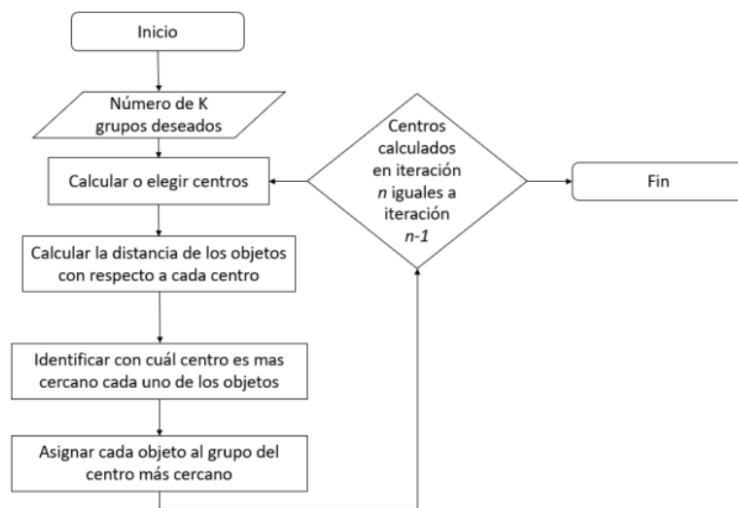 Inicio
Número de K
grupos deseados
Calcular o elegir centros
Calcular la distancia de los objetos
con respecto a cada centro
Identificar con cuál centro es mas
cercano cada uno de los objetos
Asignar cada objeto al grupo del
centro más cercano
Centros
calculados
en iteración
n iguales a
iteración
n-1
Fin